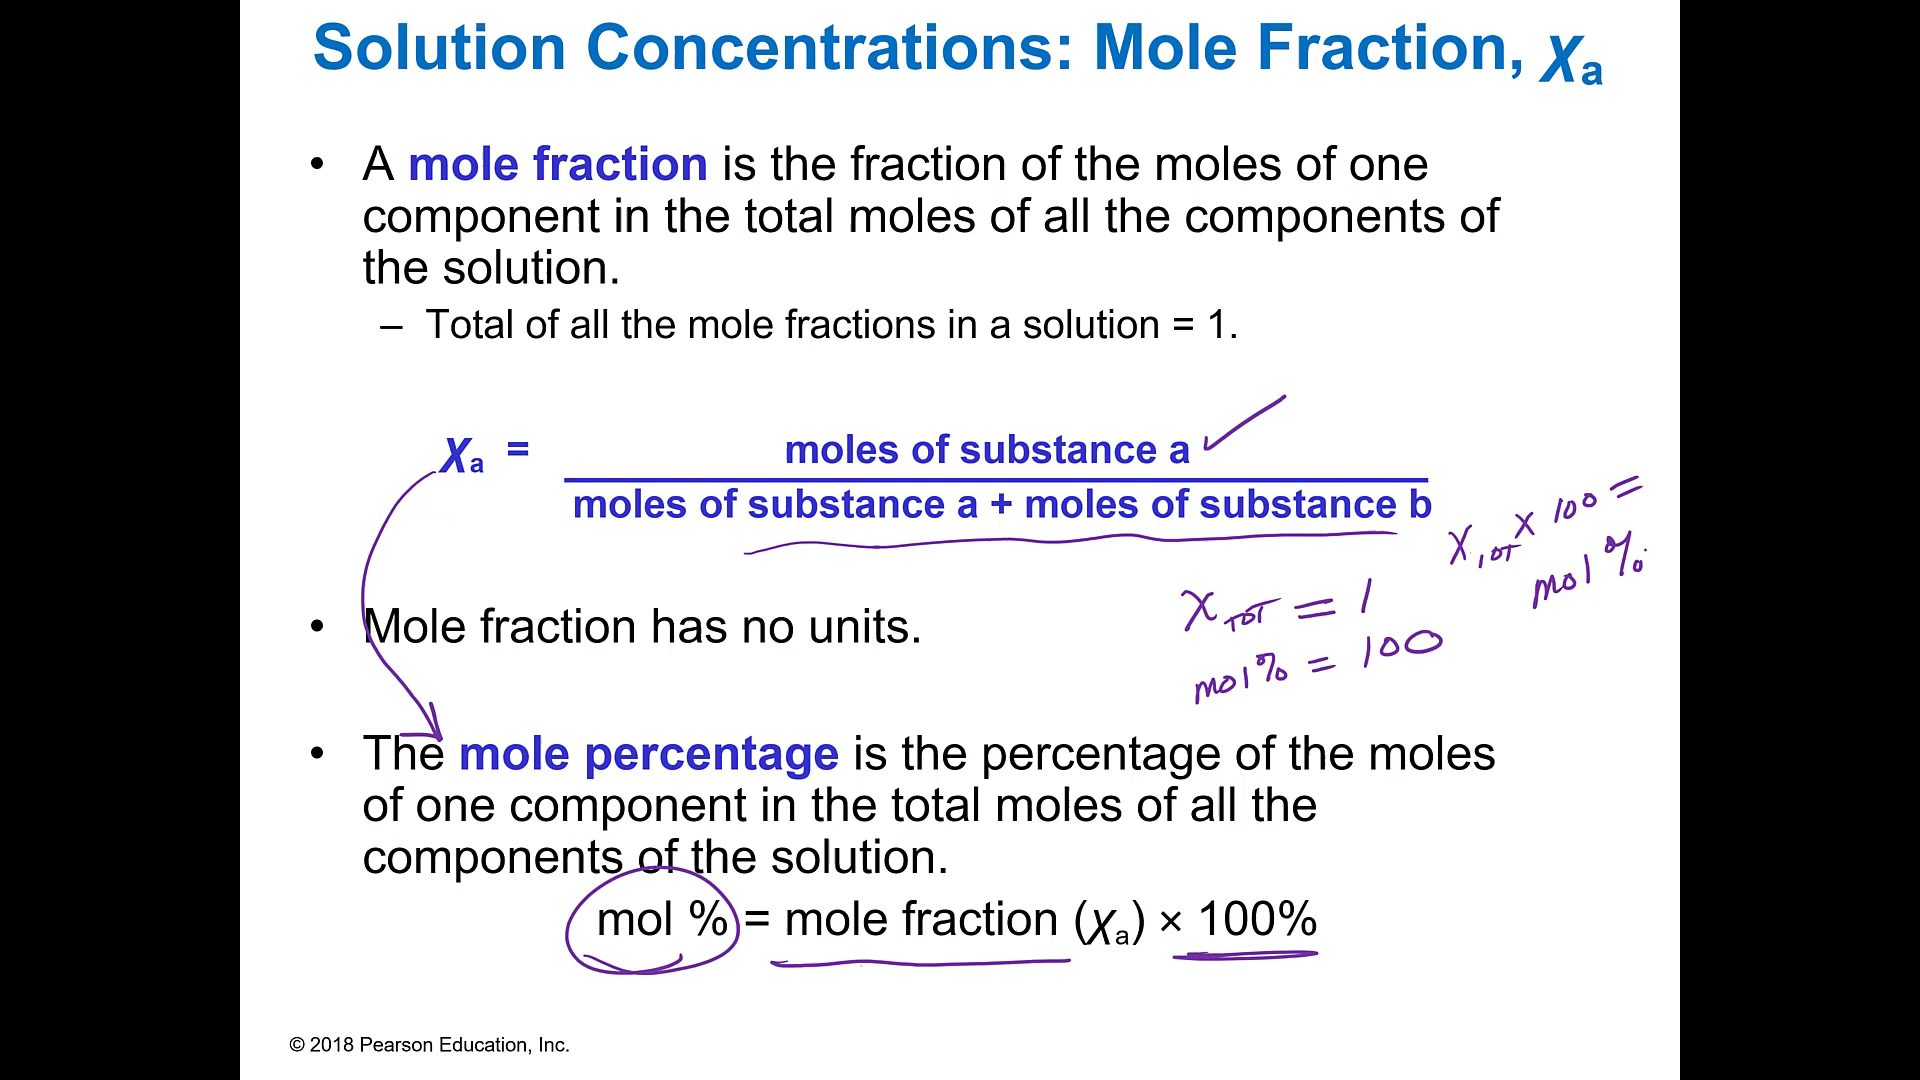 Solution Concentrations: Mole Fraction, χa
• A mole fraction is the fraction of the moles of one
component in the total moles of all the components of
the solution.
– Total of all the mole fractions in a solution = 1.
χa = moles of substance a ✓
moles of substance a + moles of substance b
χTOT × 100 =
mol %
χTOT = 1
• Mole fraction has no units.
mol% = 100
• The mole percentage is the percentage of the moles
of one component in the total moles of all the
components of the solution.
mol % = mole fraction (χa) × 100%
© 2018 Pearson Education, Inc.